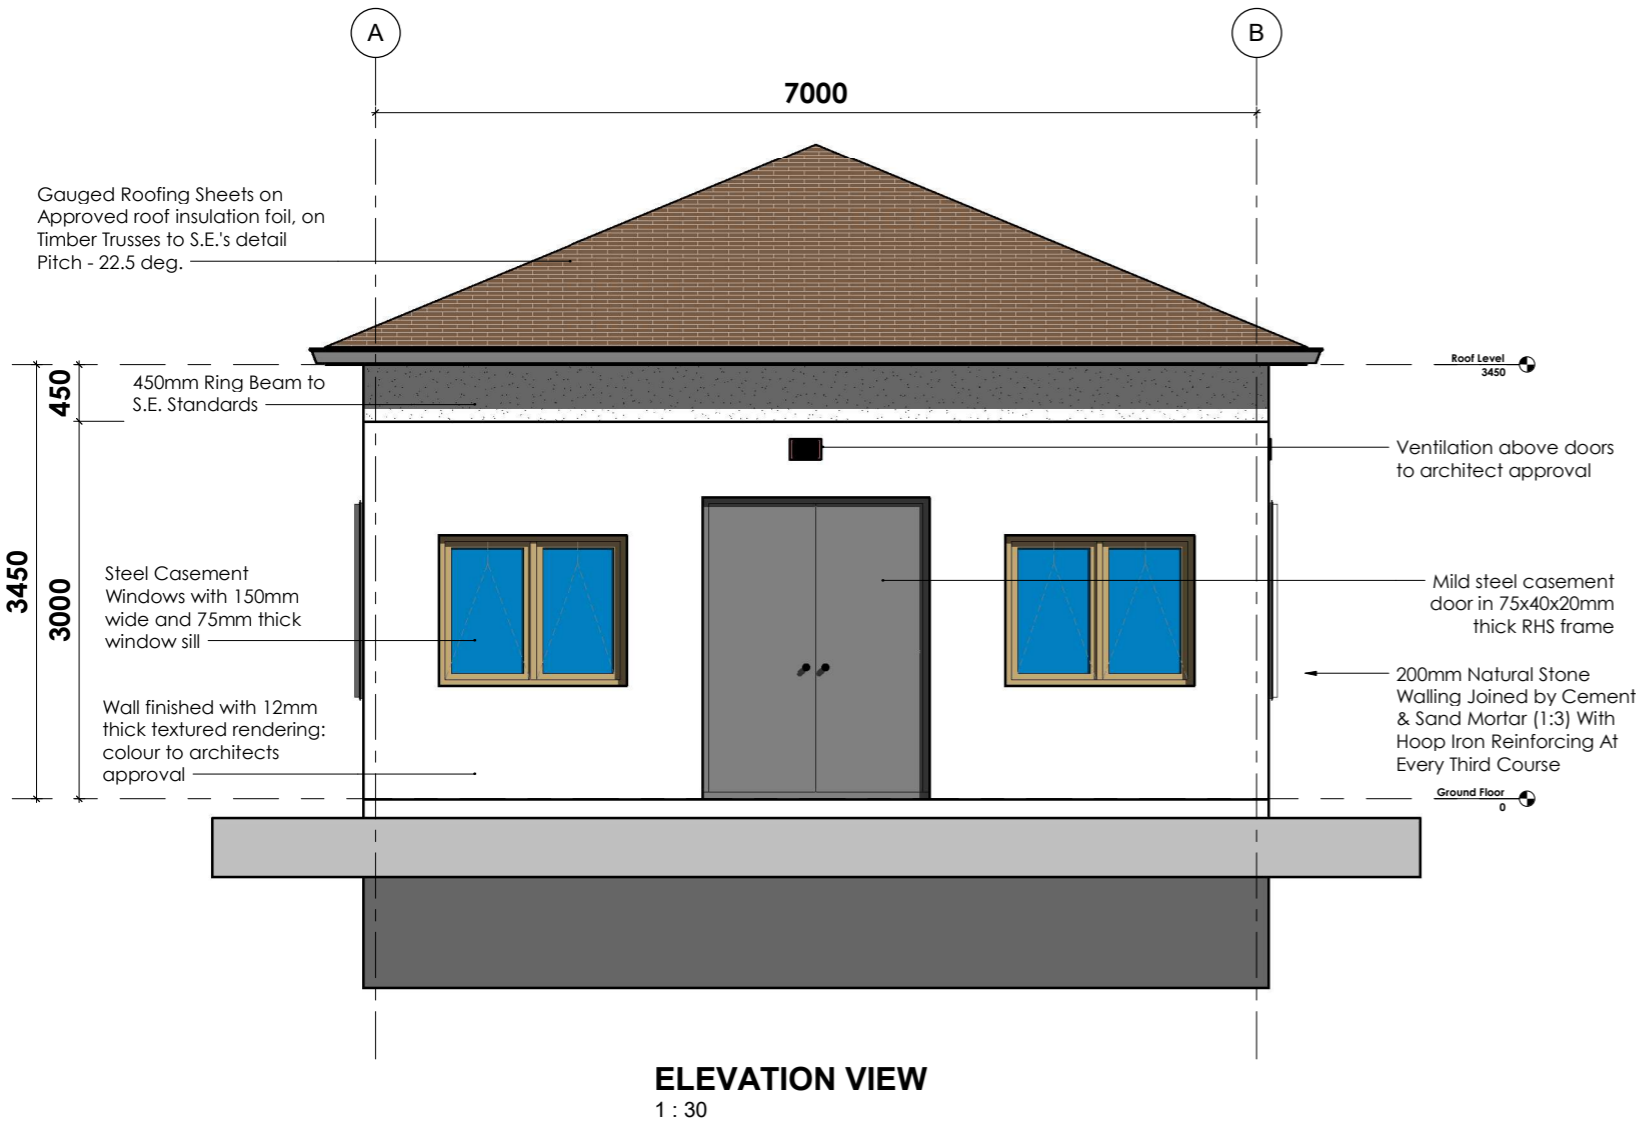 A
B
7000
Gauged Roofing Sheets on
Approved roof insulation foil, on
Timber Trusses to S.E.'s detail
Pitch - 22.5 deg.
Roof Level
3450
450
450mm Ring Beam to
S.E. Standards
Ventilation above doors
to architect approval
3450
3000
Steel Casement
Windows with 150mm
wide and 75mm thick
window sill
Mild steel casement
door in 75x40x20mm
thick RHS frame
200mm Natural Stone
Walling Joined by Cement
& Sand Mortar (1:3) With
Hoop Iron Reinforcing At
Every Third Course
Wall finished with 12mm
thick textured rendering:
colour to architects
approval
Ground Floor
0
ELEVATION VIEW
1 : 30